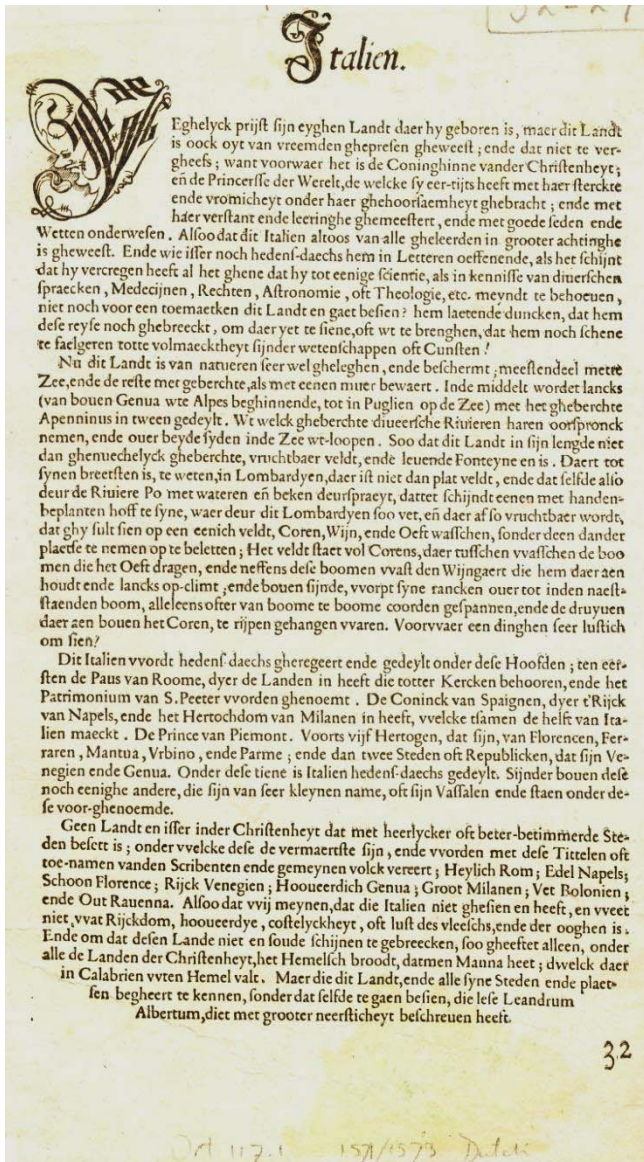 Italien.
VEghelyck prijst sijn eyghen Landt daer hy geboren is, maer dit Landt
is oock oyt van vreemden ghepresen gheweest; ende dat niet te ver-
gheefs; want voorwaer het is de Coninghinne vander Christenheyt;
eñ de Princersse der Werelt, de welcke sy eer-tijts heeft met haer sterckte
ende vromicheyt onder haer ghehoorsaemheyt ghebracht; ende met
haer verstant ende leeringhe ghemeestert, ende met goede seden ende
Wetten onderwesen. Alsoo dat dit Italien altoos van alle gheleerden in grooter achtinghe
is gheweest. Ende wie isser noch hedens-daechs hem in Letteren oeffenende, als het schijnt
dat hy vercregen heeft al het ghene dat hy tot eenige scientie, als in kennisse van diuerschen
spraecken, Medecijnen, Rechten, Astronomie, oft Theologie, etc. meyndt te behoeuen,
niet noch voor een toemaetken dit Landt en gaet besien? hem laetende duncken, dat hem
dese reyse noch ghebreeckt, om daer yet te siene, oft wt te brenghen, dat hem noch schene
te faelgeren totte volmaecktheyt sijnder wetenschappen oft Cunsten!
Nu dit Landt is van natueren seer wel gheleghen, ende beschermt, meestendeel metre
Zee, ende de reste met geberchte, als met eenen muer bewaert. Inde middelt wordet lancks
(van bouen Genua wte Alpes beghinnende, tot in Puglien op de Zee) met het gheberchte
Apenninus in tween gedeylt. Wt welck gheberchte diueersche Riuieren haren oorspronck
nemen, ende ouer beyde syden inde Zee wt-loopen. Soo dat dit Landt in sijn lengde niet
dan ghenuechelyck gheberchte, vruchtbaer veldt, ende leuende Fonteyne en is. Daert tot
synen breetsten is, te weten, in Lombardyen, daer ist niet dan plat veldt, ende dat selfde also
deur de Riuiere Po met wateren eñ beken deurspraeyt, dattet schijndt eenen met handen-
beplanten hoff te syne, waer deur dit Lombardyen soo vet, eñ daer af so vruchtbaer wordt,
dat ghy sult sien op een eenich veldt, Coren, Wijn, ende Oeft wasschen, sonder deen dander
plaetse te nemen op te beletten; Het veldt staet vol Corens, daer tusschen vvasschen de boo
men die het Oeft dragen, ende neffens dese boomen vvast den Wijngaert die hem daer aen
houdt ende lancks op-climt, ende bouen sijnde, vvorpt syne rancken ouer tot inden naest-
staenden boom, alleleens ofter van boome te boome coorden gespannen, ende de druyuen
daer aen bouen het Coren, te rijpen gehangen vvaren. Voorvvaer een dinghen seer lustich
om sien?
Dit Italien vvordt hedens-daechs gheregeert ende gedeylt onder dese Hoofden; ten eer-
sten de Paus van Roome, dyer de Landen in heeft die totter Kercken behooren, ende het
Patrimonium van S. Peeter vvorden ghenoemt. De Coninck van Spaignen, dyer t'Rijck
van Napels, ende het Hertochdom van Milanen in heeft, vvelcke tsamen de helft van Ita-
lien maeckt. De Prince van Piemont. Voorts vijf Hertogen, dat sijn, van Florencen, Fer-
raren, Mantua, Vrbino, ende Parme; ende dan twee Steden oft Republicken, dat sijn Ve-
negien ende Genua. Onder dese tiene is Italien hedens-daechs gedeylt. Sijnder bouen dese
noch eenighe andere, die sijn van seer kleynen name, oft sijn Vassalen ende staen onder de-
se voor-ghenoemde.
Geen Landt en isser inder Christenheyt dat met heerlycker oft beter-betimmerde Ste-
den besett is; onder vvelcke dese de vermaertste sijn, ende vvorden met dese Tittelen oft
toe-namen vanden Scribenten ende gemeynen volck vereert; Heylich Rom; Edel Napels;
Schoon Florence; Rijck Venegien; Hooueerdich Genua; Groot Milanen; Vet Bolonien;
ende Out Rauenna. Alsoo dat vvij meynen, dat die Italien niet ghesien en heeft, en vveet
niet vvat Rijckdom, hooueerdye, costelyckheyt, oft lust des vleeschs, ende der ooghen is.
Ende om dat desen Lande niet en soude schijnen te gebreecken, soo gheeftet alleen, onder
alle de Landen der Christenheyt, het Hemelsch broodt, datmen Manna heet; dwelck daer
in Calabrien vvten Hemel valt. Maer die dit Landt, ende alle syne Steden ende plaet-
sen begheert te kennen, sonder dat selfde te gaen besien, die lese Leandrum
Albertum, diet met grooter neersticheyt beschreuen heeft.
32
Ort 117.1 1571/1573 Dutch